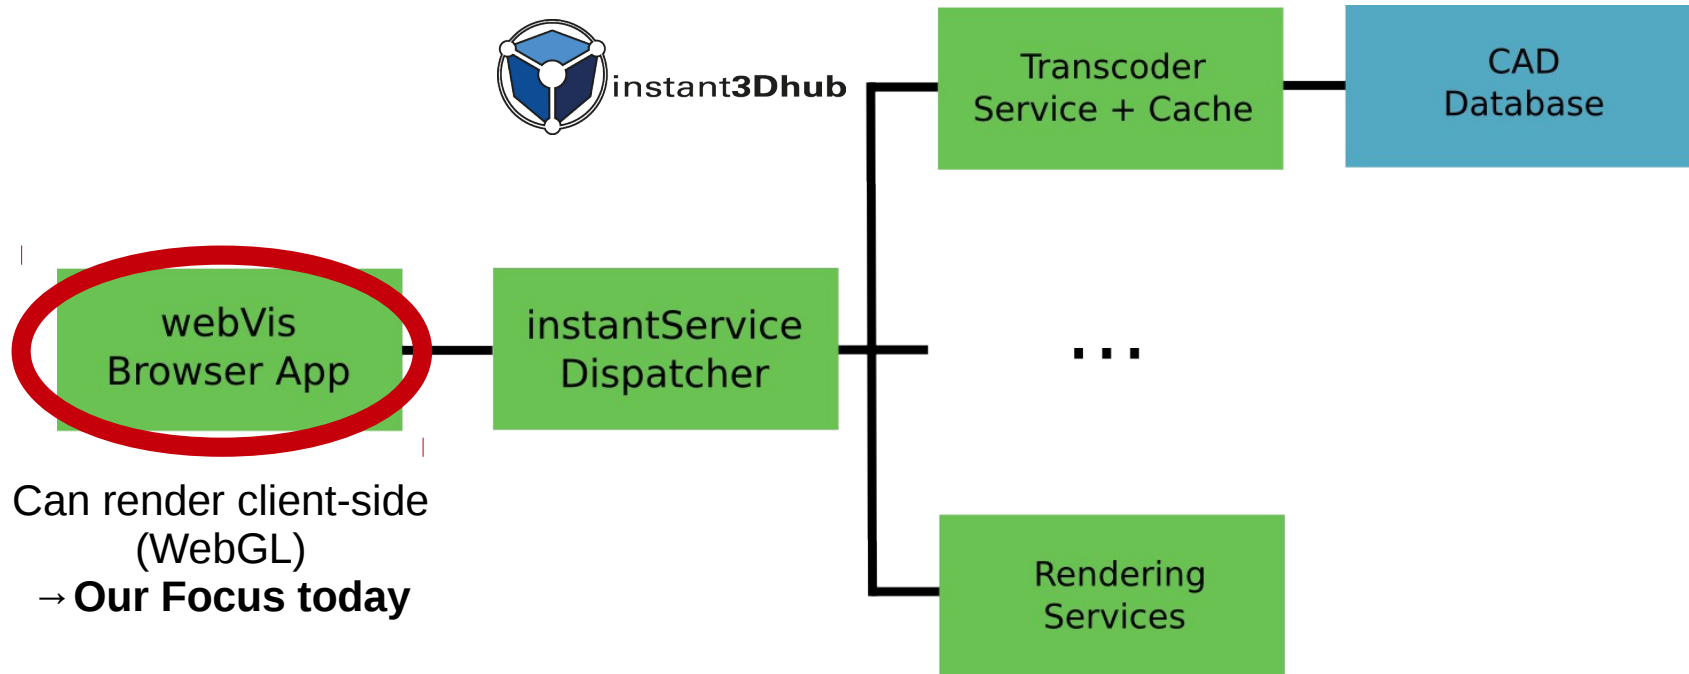 instant3Dhub
Transcoder
Service + Cache
CAD
Database
webVis
Browser App
instantService
Dispatcher
...
Can render client-side
(WebGL)
→Our Focus today
Rendering
Services